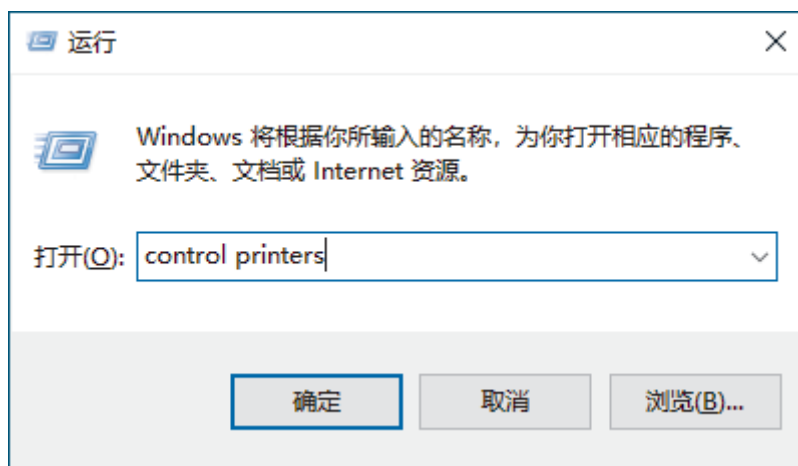 运行
Windows 将根据你所输入的名称，为你打开相应的程序、
文件夹、文档或 Internet 资源。
打开(O): control printers
确定 取消 浏览(B)...